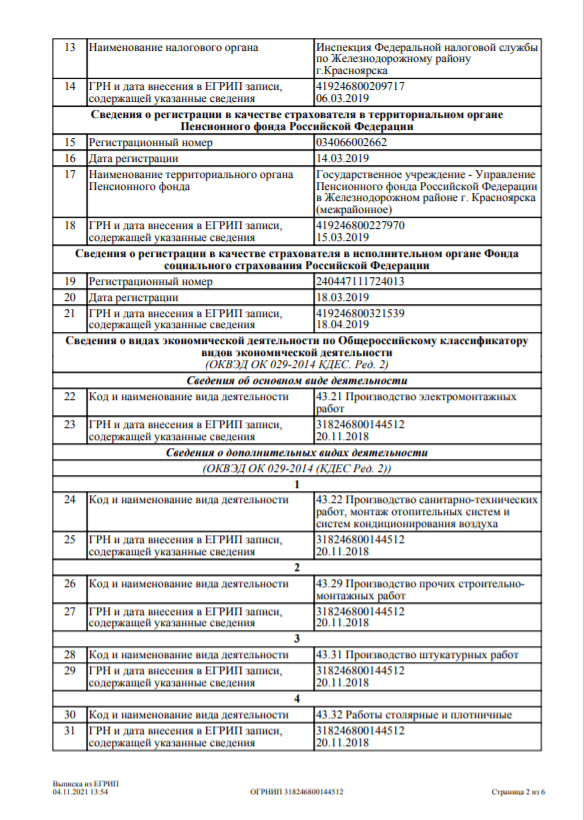 13 Наименование налогового органа Инспекция Федеральной налоговой службы
по Железнодорожному району
г.Красноярска
14 ГРН и дата внесения в ЕГРИП записи, 419246800209717
содержащей указанные сведения 06.03.2019
Сведения о регистрации в качестве страхователя в территориальном органе
Пенсионного фонда Российской Федерации
15 Регистрационный номер 034066002662
16 Дата регистрации 14.03.2019
17 Наименование территориального органа Государственное учреждение - Управление
Пенсионного фонда Пенсионного фонда Российской Федерации
в Железнодорожном районе г. Красноярска
(межрайонное)
18 ГРН и дата внесения в ЕГРИП записи, 419246800227970
содержащей указанные сведения 15.03.2019
Сведения о регистрации в качестве страхователя в исполнительном органе Фонда
социального страхования Российской Федерации
19 Регистрационный номер 240447111724013
20 Дата регистрации 18.03.2019
21 ГРН и дата внесения в ЕГРИП записи, 419246800321539
содержащей указанные сведения 18.04.2019
Сведения о видах экономической деятельности по Общероссийскому классификатору
видов экономической деятельности
(ОКВЭД ОК 029-2014 КДЕС. Ред. 2)
Сведения об основном виде деятельности
22 Код и наименование вида деятельности 43.21 Производство электромонтажных
работ
23 ГРН и дата внесения в ЕГРИП записи, 318246800144512
содержащей указанные сведения 20.11.2018
Сведения о дополнительных видах деятельности
(ОКВЭД ОК 029-2014 (КДЕС Ред. 2))
1
24 Код и наименование вида деятельности 43.22 Производство санитарно-технических
работ, монтаж отопительных систем и
систем кондиционирования воздуха
25 ГРН и дата внесения в ЕГРИП записи, 318246800144512
содержащей указанные сведения 20.11.2018
2
26 Код и наименование вида деятельности 43.29 Производство прочих строительно-
монтажных работ
27 ГРН и дата внесения в ЕГРИП записи, 318246800144512
содержащей указанные сведения 20.11.2018
3
28 Код и наименование вида деятельности 43.31 Производство штукатурных работ
29 ГРН и дата внесения в ЕГРИП записи, 318246800144512
содержащей указанные сведения 20.11.2018
4
30 Код и наименование вида деятельности 43.32 Работы столярные и плотничные
31 ГРН и дата внесения в ЕГРИП записи, 318246800144512
содержащей указанные сведения 20.11.2018
Выписка из ЕГРИП
04.11.2021 13:54 ОГРНИП 318246800144512 Страница 2 из 6